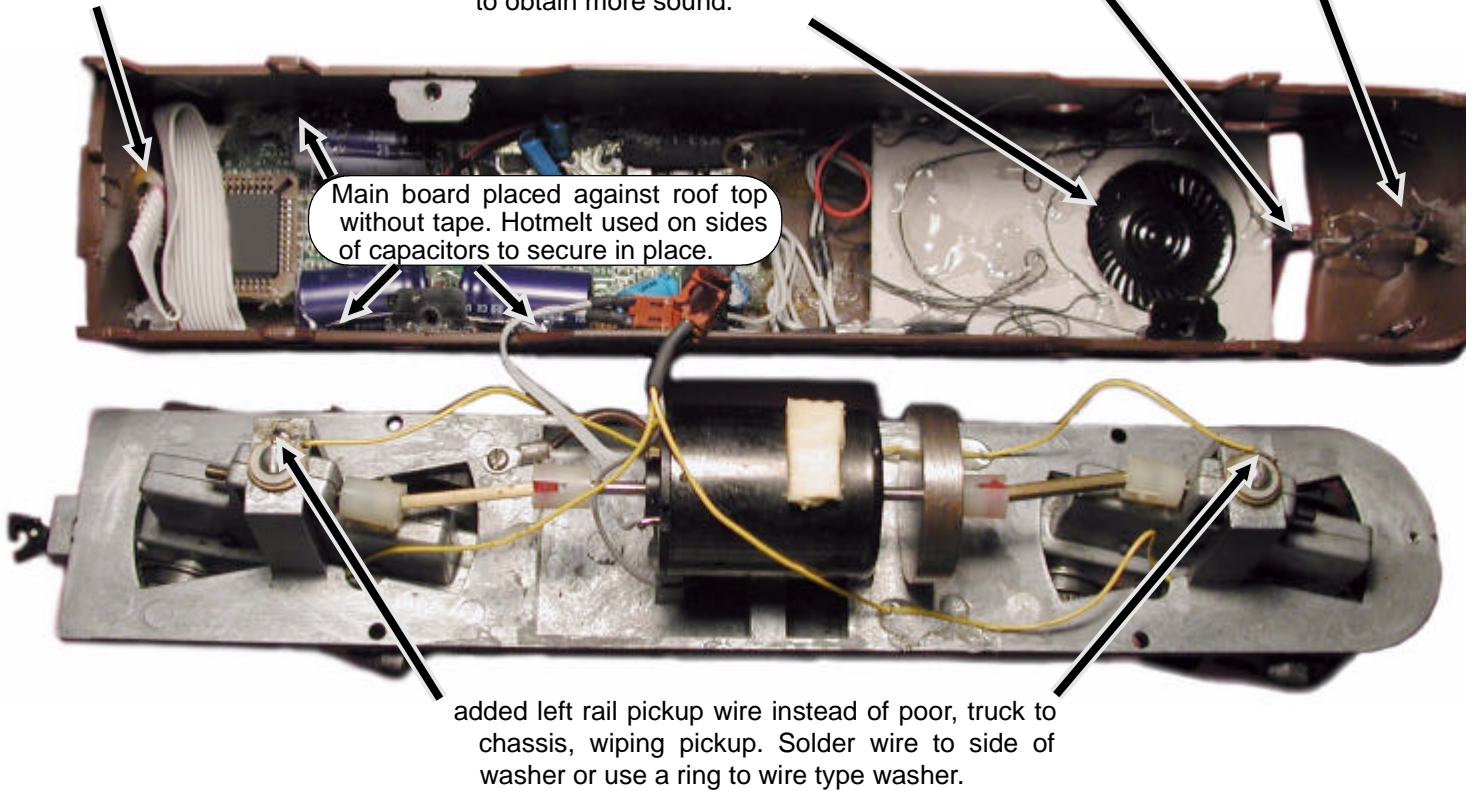 to obtain more sound.
Main board placed against roof top
without tape. Hotmelt used on sides
of capacitors to secure in place.
added left rail pickup wire instead of poor, truck to
chassis, wiping pickup. Solder wire to side of
washer or use a ring to wire type washer.